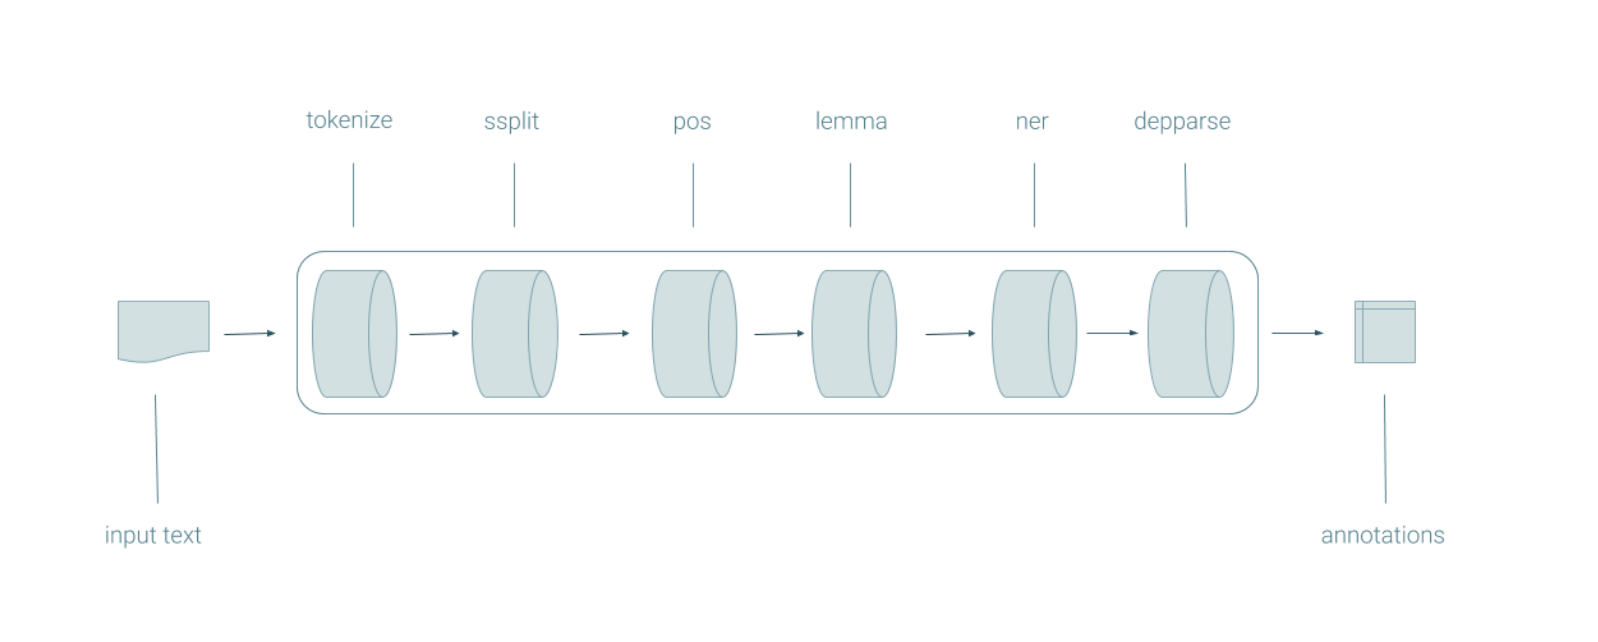 tokenize
ssplit
pos
lemma
ner
depparse
input text
annotations